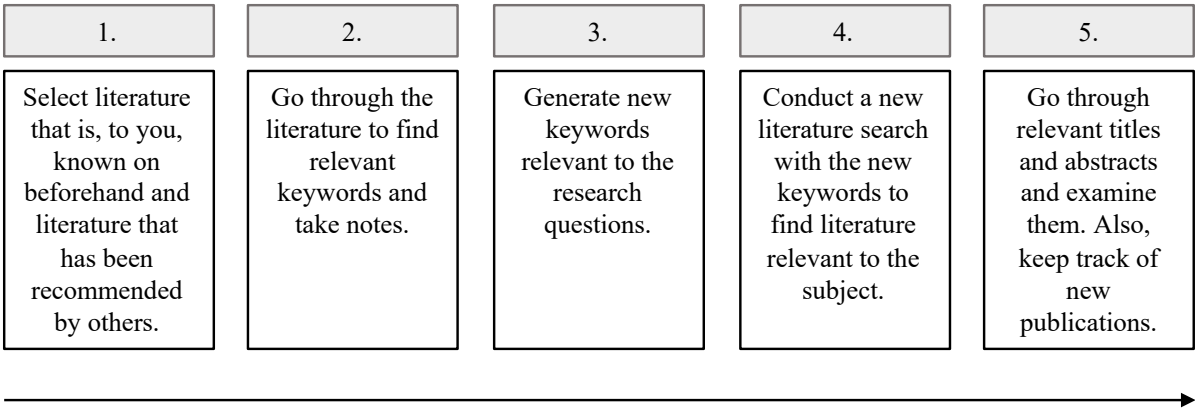 1.
Select literature
that is, to you,
known on
beforehand and
literature that
has been
recommended
by others.
2.
Go through the
literature to find
relevant
keywords and
take notes.
3.
Generate new
keywords
relevant to the
research
questions.
4.
Conduct a new
literature search
with the new
keywords to
find literature
relevant to the
subject.
5.
Go through
relevant titles
and abstracts
and examine
them. Also,
keep track of
new
publications.